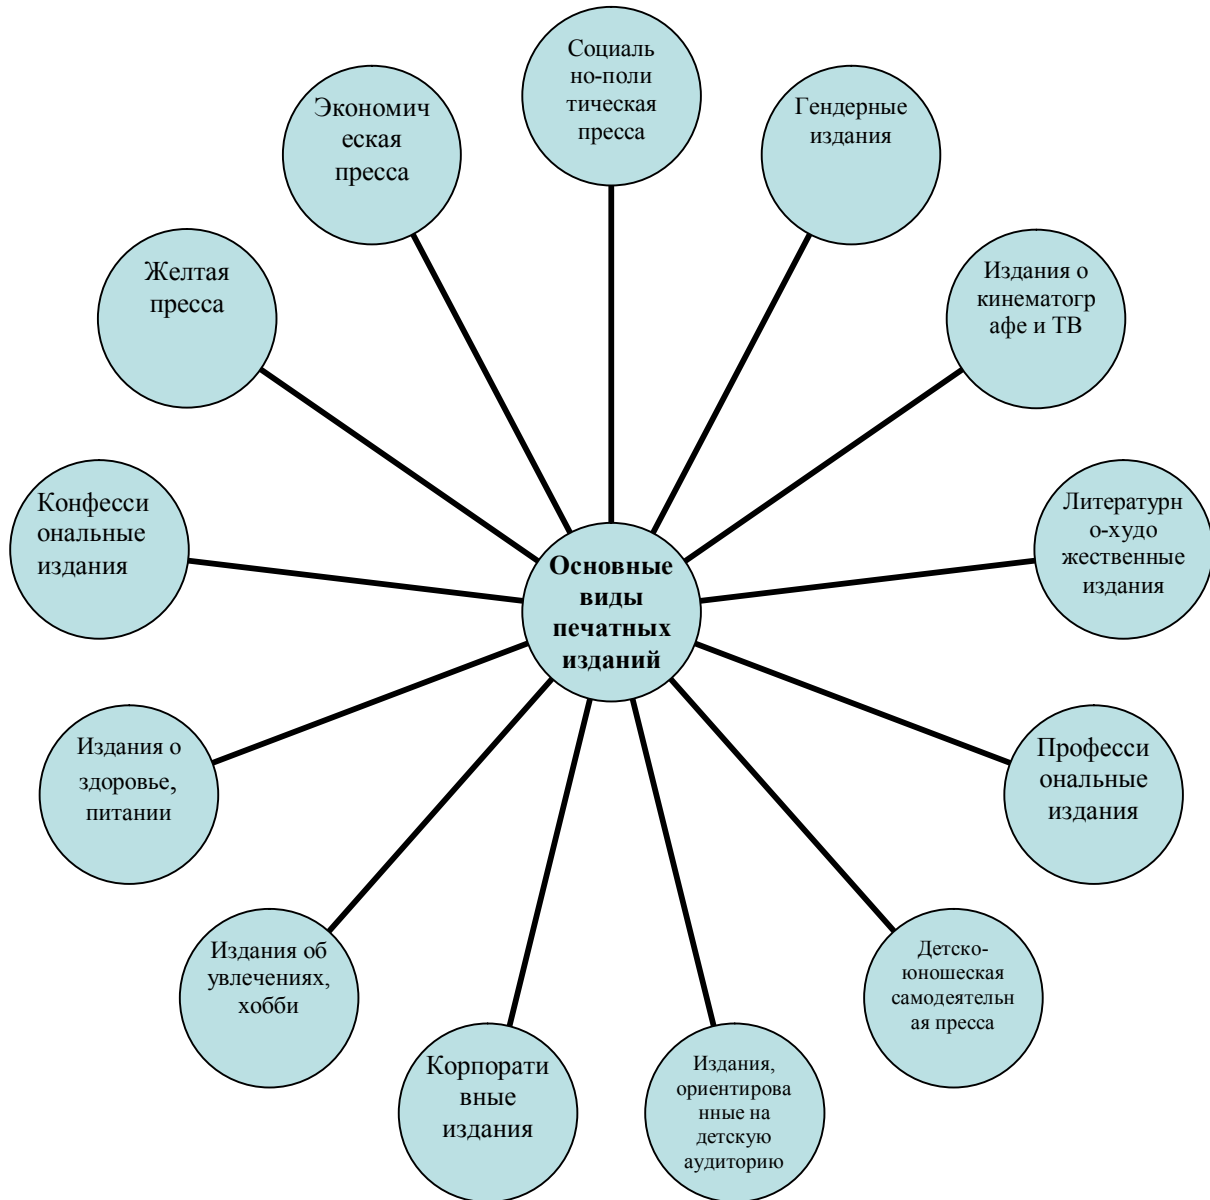 Социаль
но-поли
тическая
пресса
Гендерные
издания
Издания о
кинематогр
афе и ТВ
Литературн
о-худо
жественные
издания
Професси
ональные
издания
Детско-
юношеская
самодеятельн
ая пресса
Издания,
ориентирова
нные на
детскую
аудиторию
Корпорати
вные
издания
Издания об
увлечениях,
хобби
Издания о
здоровье,
питании
Конфесси
ональные
издания
Желтая
пресса
Экономич
еская
пресса
Основные
виды
печатных
изданий